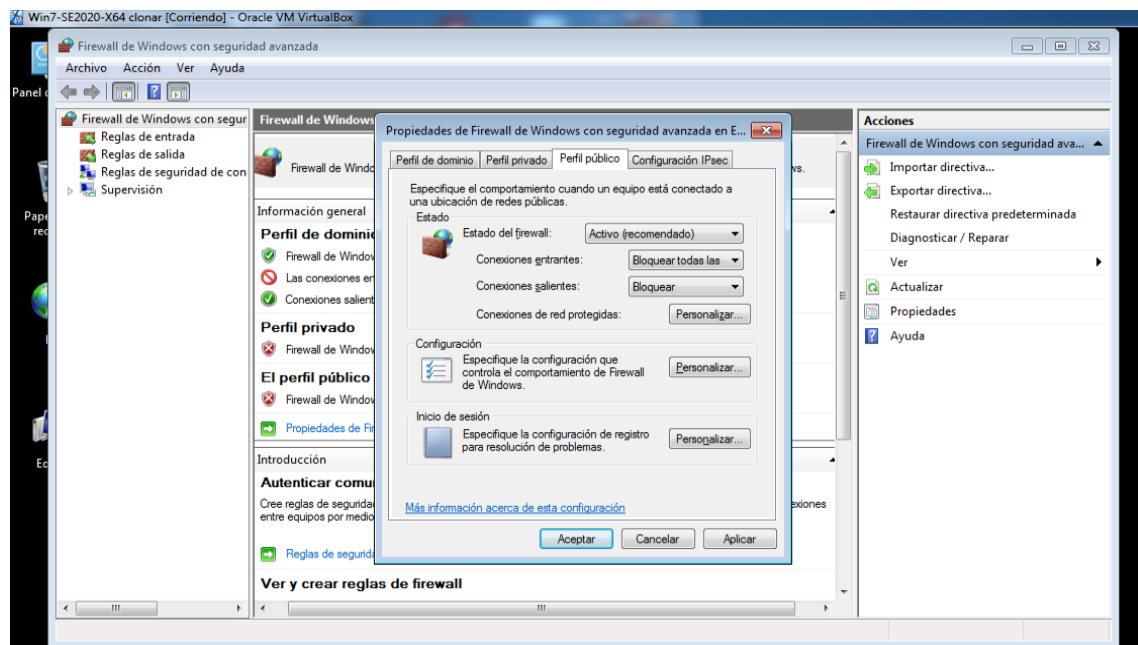 Win7-SE2020-X64 clonar [Corriendo] - Oracle VM VirtualBox
Firewall de Windows con seguridad avanzada
Archivo Acción Ver Ayuda
Panel
Firewall de Windows con segur
Reglas de entrada
Reglas de salida
Reglas de seguridad de con
Supervisión
Firewall de Windows
Firewall de Windo
vs.
Información general
Perfil de dominio
Firewall de Window
Las conexiones en
Conexiones salient
Perfil privado
Firewall de Window
El perfil público
Firewall de Window
Propiedades de Fir
Introducción
Autenticar comu
Cree reglas de segurida
exiones
entre equipos por medio
Reglas de segurida
Ver y crear reglas de firewall
Propiedades de Firewall de Windows con seguridad avanzada en E...
Perfil de dominio Perfil privado Perfil público Configuración IPsec
Especifique el comportamiento cuando un equipo está conectado a
una ubicación de redes públicas.
Estado
Estado del firewall: Activo (recomendado)
Conexiones entrantes: Bloquear todas las
Conexiones salientes: Bloquear
Conexiones de red protegidas: Personalizar...
Configuración
Especifique la configuración que
controla el comportamiento de Firewall
de Windows.
Personalizar...
Inicio de sesión
Especifique la configuración de registro
para resolución de problemas.
Personalizar...
Más información acerca de esta configuración
Aceptar Cancelar Aplicar
Acciones
Firewall de Windows con seguridad ava...
Importar directiva...
Exportar directiva...
Restaurar directiva predeterminada
Diagnosticar / Reparar
Ver
Actualizar
Propiedades
Ayuda
Pape
rec